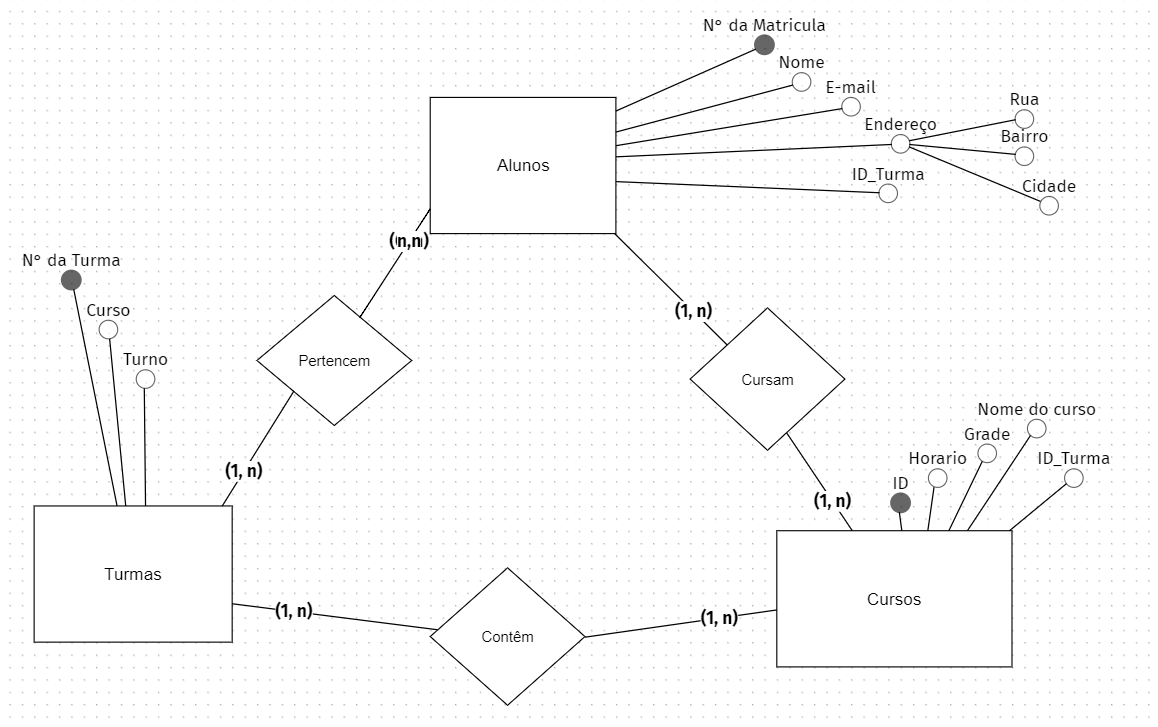 N° da Matricula
Nome
E-mail
Endereço
Rua
Bairro
Cidade
ID_Turma
Alunos
(n,n)
(1, n)
N° da Turma
Curso
Turno
Pertencem
Cursam
(1, n)
(1, n)
Nome do curso
Grade
Horario
ID_Turma
ID
Turmas
Cursos
(1, n)
Contêm
(1, n)